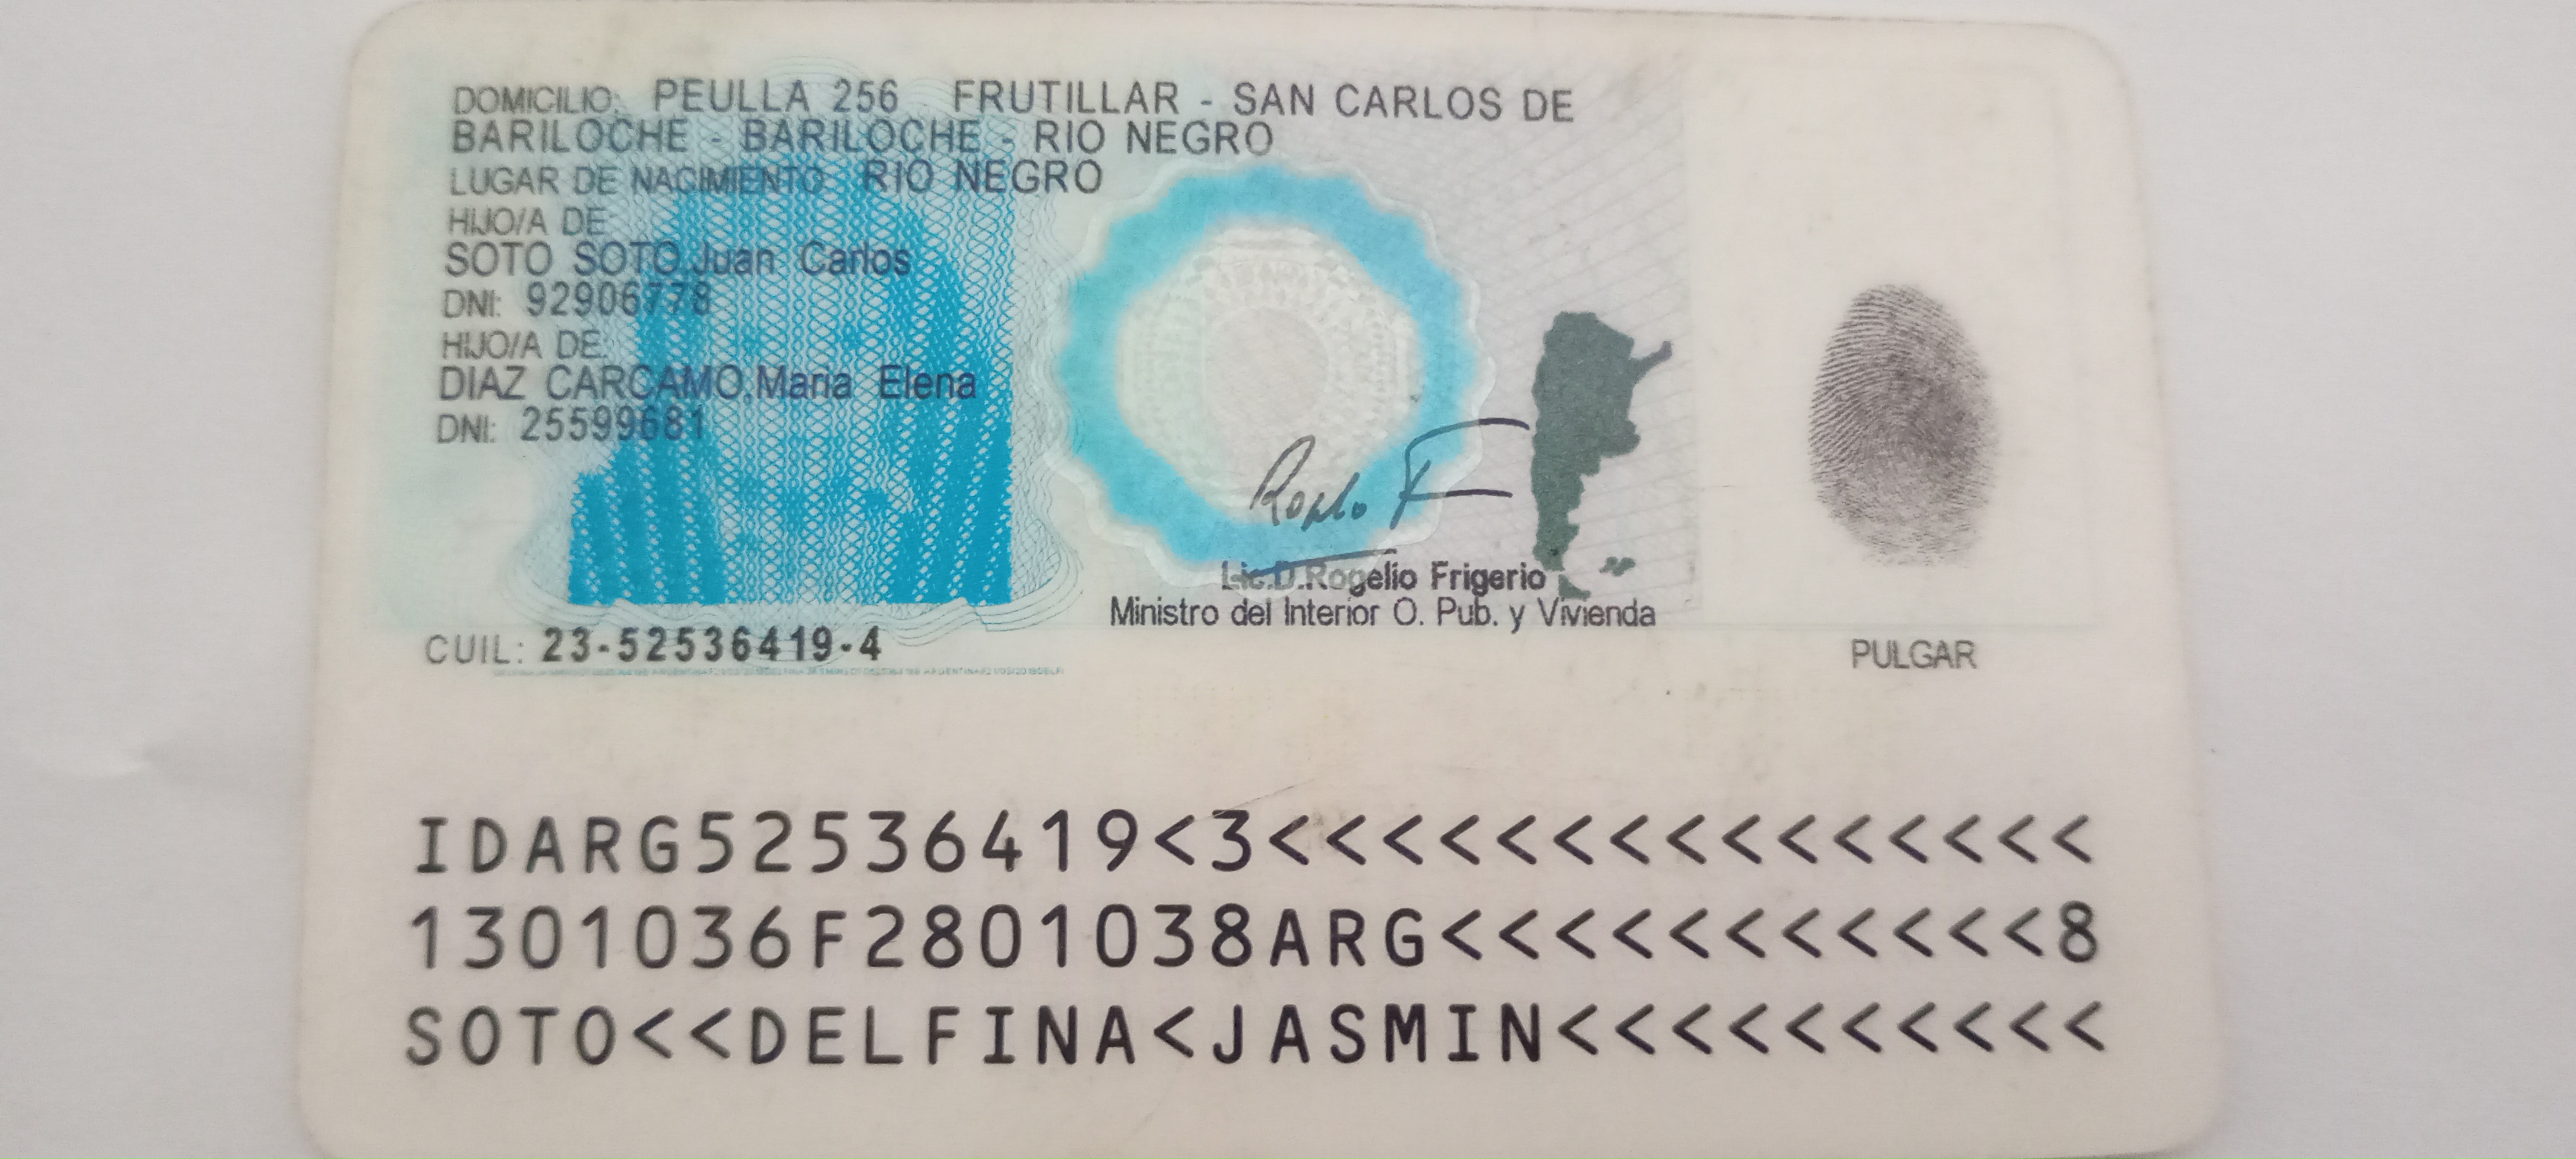 DOMICILIO: PEULLA 256 FRUTILLAR - SAN CARLOS DE
BARILOCHE - BARILOCHE - RIO NEGRO
LUGAR DE NACIMIENTO: RIO NEGRO
HIJO/A DE
SOTO SOTO,Juan Carlos
DNI: 92906778
HIJO/A DE:
DIAZ CARCAMO,Maria Elena
DNI: 25599681
Lic.D.Rogelio Frigerio
Ministro del Interior O. Pub. y Vivienda
CUIL: 23-52536419-4
PULGAR
IDARG52536419<3<<<<<<<<<<<<<<<
1301036F2801038ARG<<<<<<<<<<<8
SOTO<<DELFINA<JASMIN<<<<<<<<<<